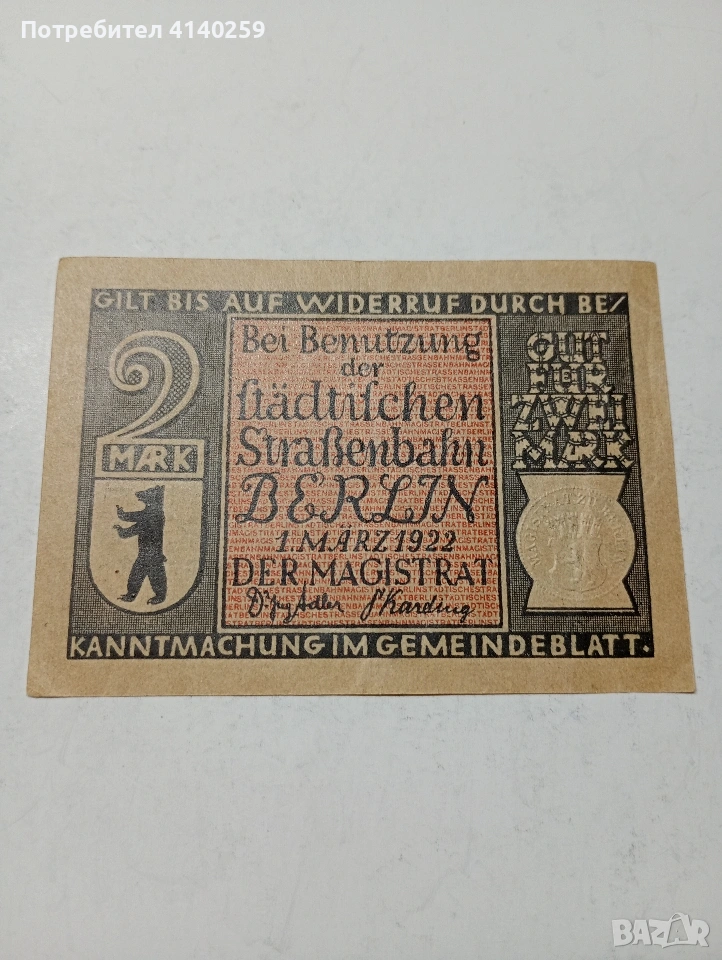 Потребител 4140259
GILT BIS AUF WIDERRUF DURCH BE/
2
MARK
Bei Benutzung
der
städtischen
Straßenbahn
BERLIN
1. MÄRZ 1922
DER MAGISTRAT
GUT
FÜR
ZWEI
MARK
KANNTMACHUNG IM GEMEINDEBLATT.
BAZAR